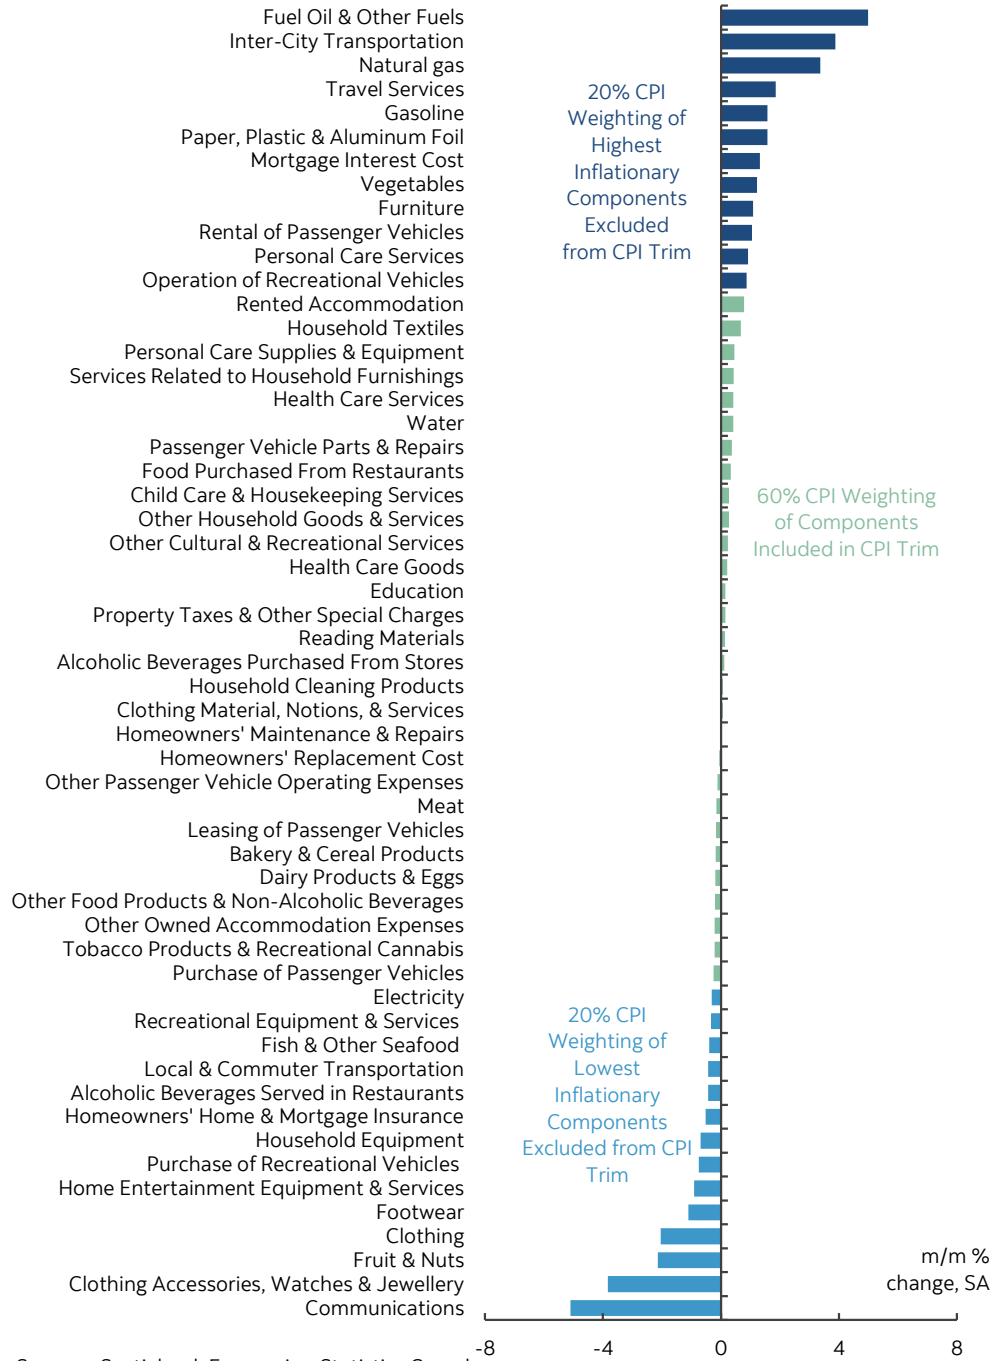 Fuel Oil & Other Fuels
Inter-City Transportation
Natural gas
Travel Services
Gasoline
Paper, Plastic & Aluminum Foil
Mortgage Interest Cost
Vegetables
Furniture
Rental of Passenger Vehicles
Personal Care Services
Operation of Recreational Vehicles
Rented Accommodation
Household Textiles
Personal Care Supplies & Equipment
Services Related to Household Furnishings
Health Care Services
Water
Passenger Vehicle Parts & Repairs
Food Purchased From Restaurants
Child Care & Housekeeping Services
Other Household Goods & Services
Other Cultural & Recreational Services
Health Care Goods
Education
Property Taxes & Other Special Charges
Reading Materials
Alcoholic Beverages Purchased From Stores
Household Cleaning Products
Clothing Material, Notions, & Services
Homeowners' Maintenance & Repairs
Homeowners' Replacement Cost
Other Passenger Vehicle Operating Expenses
Meat
Leasing of Passenger Vehicles
Bakery & Cereal Products
Dairy Products & Eggs
Other Food Products & Non-Alcoholic Beverages
Other Owned Accommodation Expenses
Tobacco Products & Recreational Cannabis
Purchase of Passenger Vehicles
Electricity
Recreational Equipment & Services
Fish & Other Seafood
Local & Commuter Transportation
Alcoholic Beverages Served in Restaurants
Homeowners' Home & Mortgage Insurance
Household Equipment
Purchase of Recreational Vehicles
Home Entertainment Equipment & Services
Footwear
Clothing
Fruit & Nuts
Clothing Accessories, Watches & Jewellery
Communications
20% CPI
Weighting of
Highest
Inflationary
Components
Excluded
from CPI Trim
60% CPI Weighting
of Components
Included in CPI Trim
20% CPI
Weighting of
Lowest
Inflationary
Components
Excluded from CPI
Trim
m/m %
change, SA
-8 -4 0 4 8